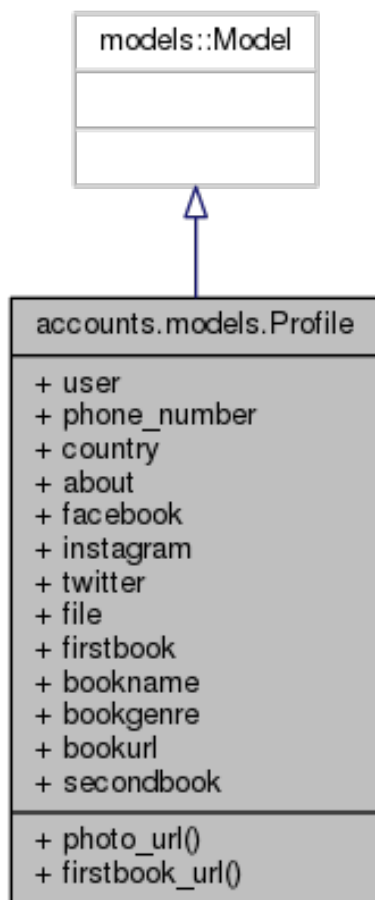 models::Model
accounts.models.Profile
+ user
+ phone_number
+ country
+ about
+ facebook
+ instagram
+ twitter
+ file
+ firstbook
+ bookname
+ bookgenre
+ bookurl
+ secondbook
+ photo_url()
+ firstbook_url()